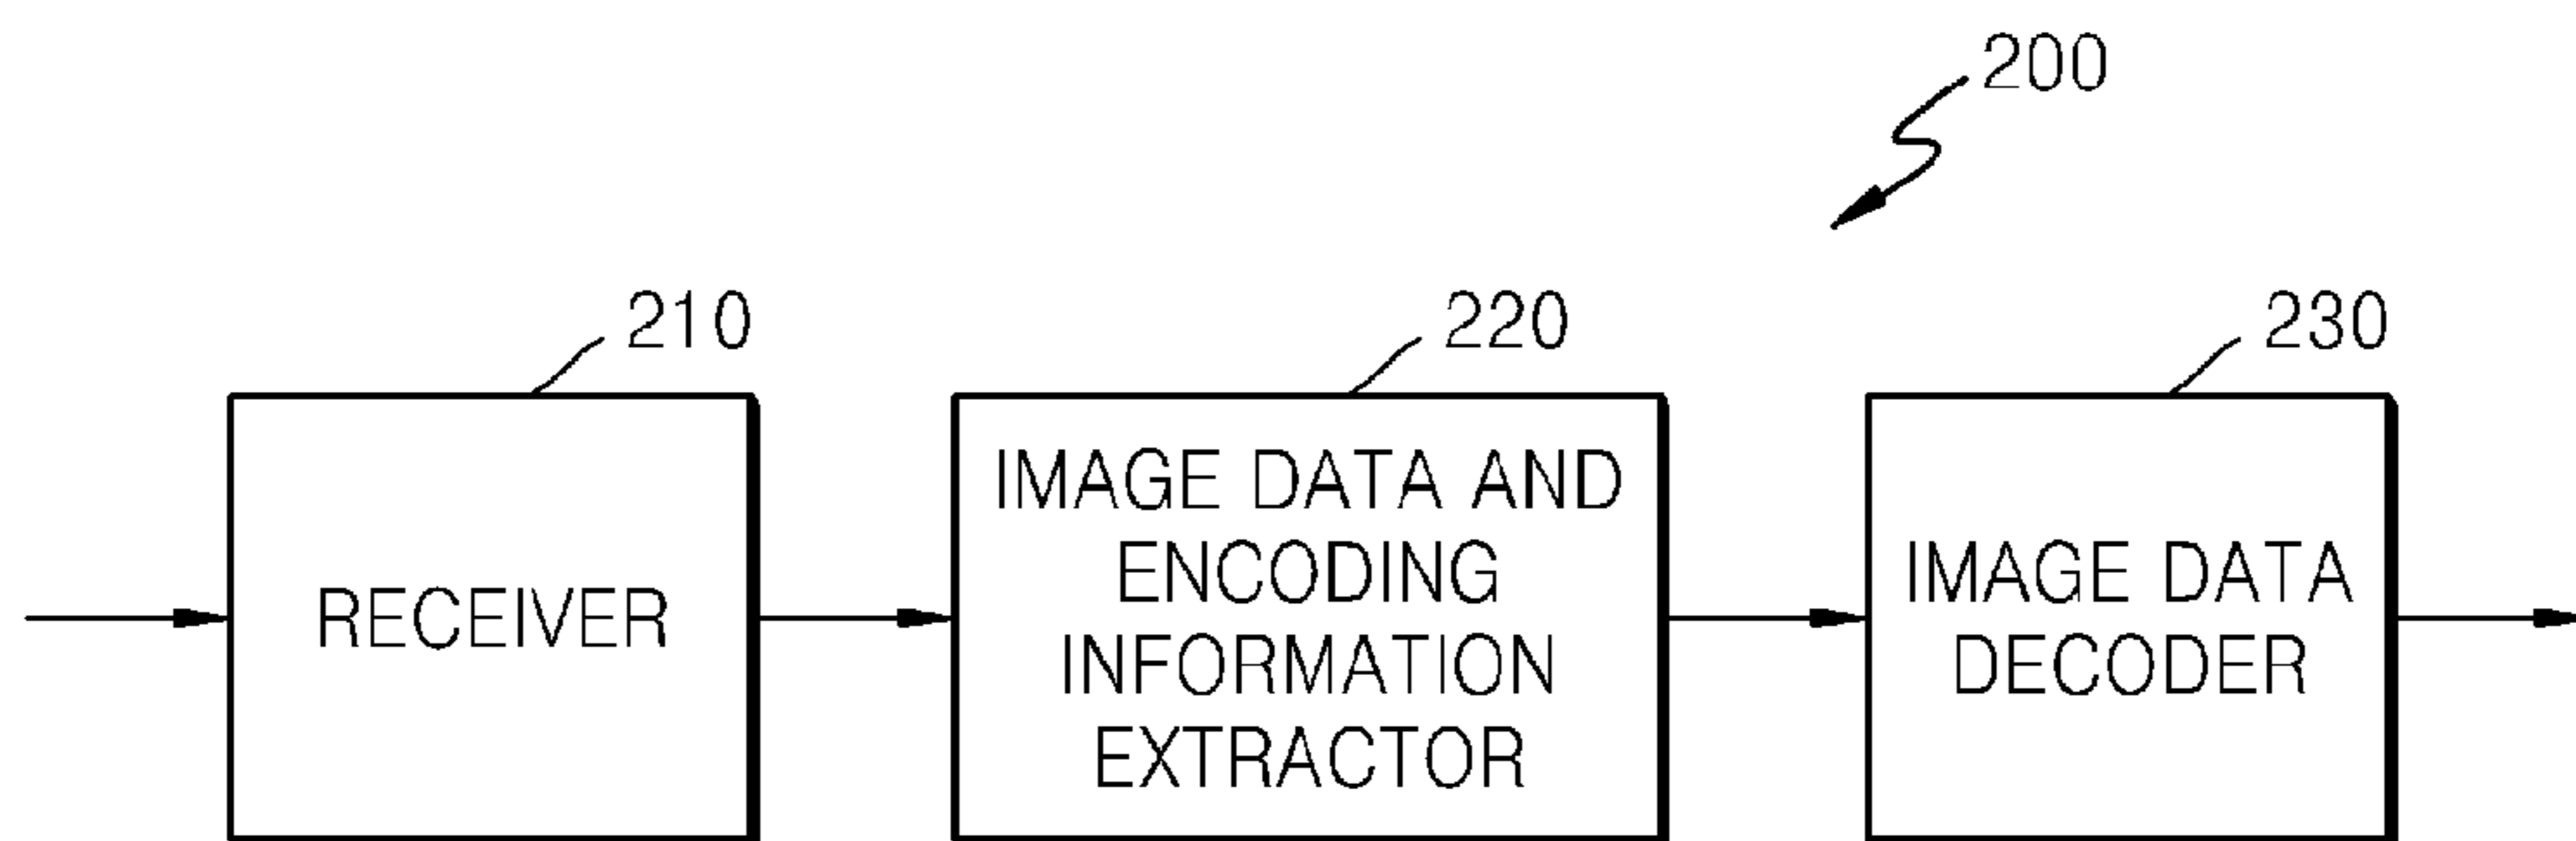 200
210
220
230
RECEIVER
IMAGE DATA AND
ENCODING
INFORMATION
EXTRACTOR
IMAGE DATA
DECODER